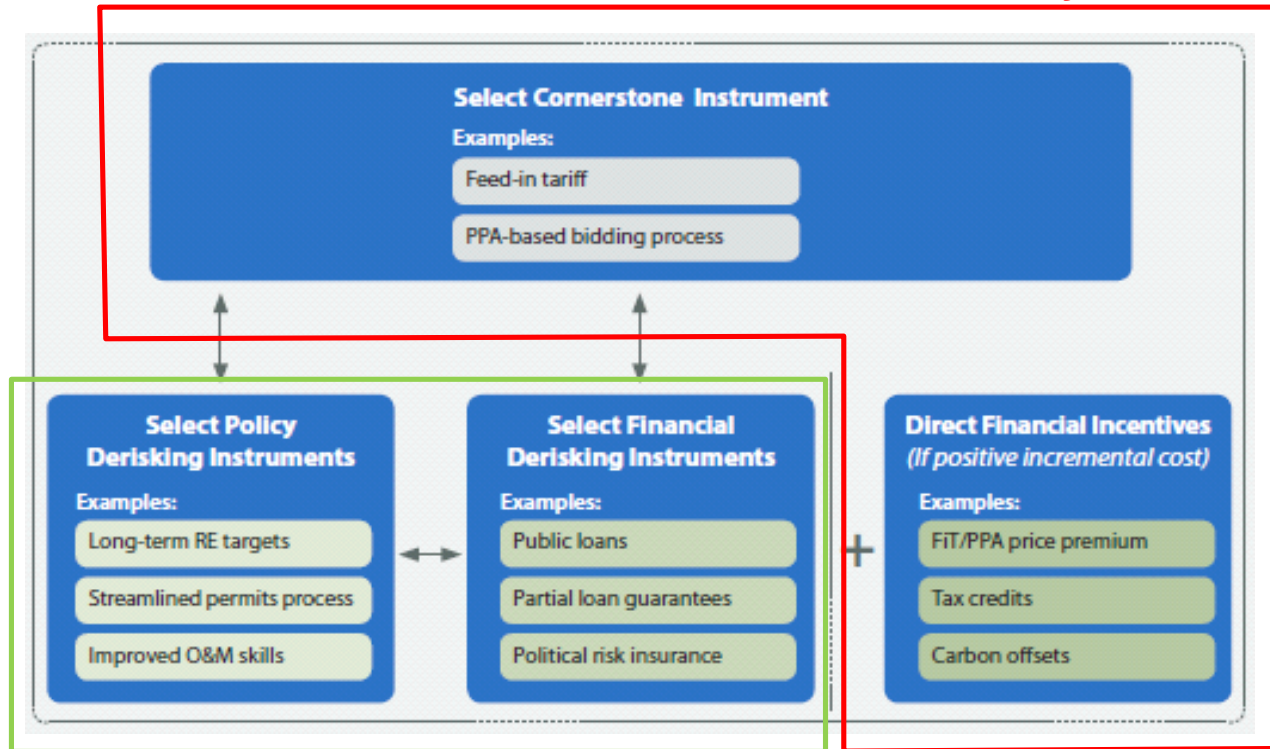 Select Cornerstone Instrument
Examples:
Feed-in tariff
PPA-based bidding process
Select Policy
Derisking Instruments
Examples:
Long-term RE targets
Streamlined permits process
Improved O&M skills
Select Financial
Derisking Instruments
Examples:
Public loans
Partial loan guarantees
Political risk insurance
+
Direct Financial Incentives
(If positive incremental cost)
Examples:
FiT/PPA price premium
Tax credits
Carbon offsets